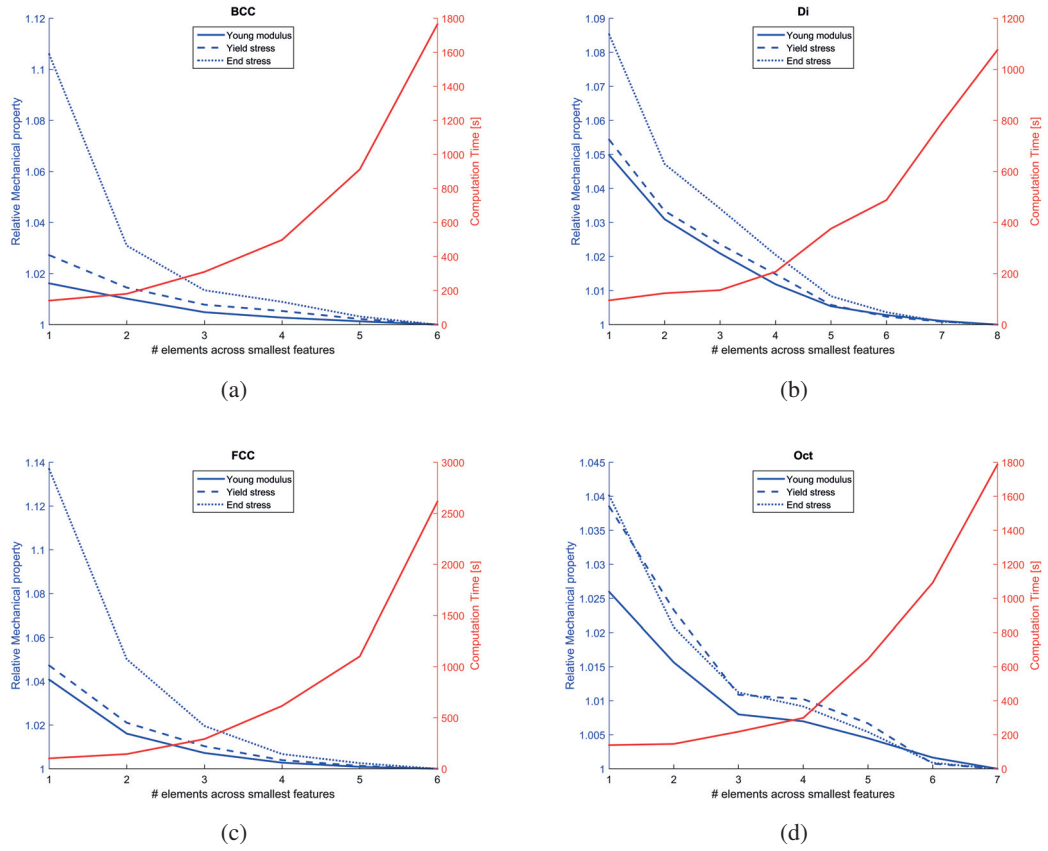 BCC
Young modulus
Yield stress
End stress
Relative Mechanical property
1.12
1.1
1.08
1.06
1.04
1.02
1
Computation Time [s]
1800
1600
1400
1200
1000
800
600
400
200
0
1 2 3 4 5 6
# elements across smallest features
(a)
Di
Young modulus
Yield stress
End stress
Relative Mechanical property
1.09
1.08
1.07
1.06
1.05
1.04
1.03
1.02
1.01
1
Computation Time [s]
1200
1000
800
600
400
200
0
1 2 3 4 5 6 7 8
# elements across smallest features
(b)
FCC
Young modulus
Yield stress
End stress
Relative Mechanical property
1.14
1.12
1.1
1.08
1.06
1.04
1.02
1
Computation Time [s]
3000
2500
2000
1500
1000
500
0
1 2 3 4 5 6
# elements across smallest features
(c)
Oct
Young modulus
Yield stress
End stress
Relative Mechanical property
1.045
1.04
1.035
1.03
1.025
1.02
1.015
1.01
1.005
1
Computation Time [s]
1800
1600
1400
1200
1000
800
600
400
200
0
1 2 3 4 5 6 7
# elements across smallest features
(d)